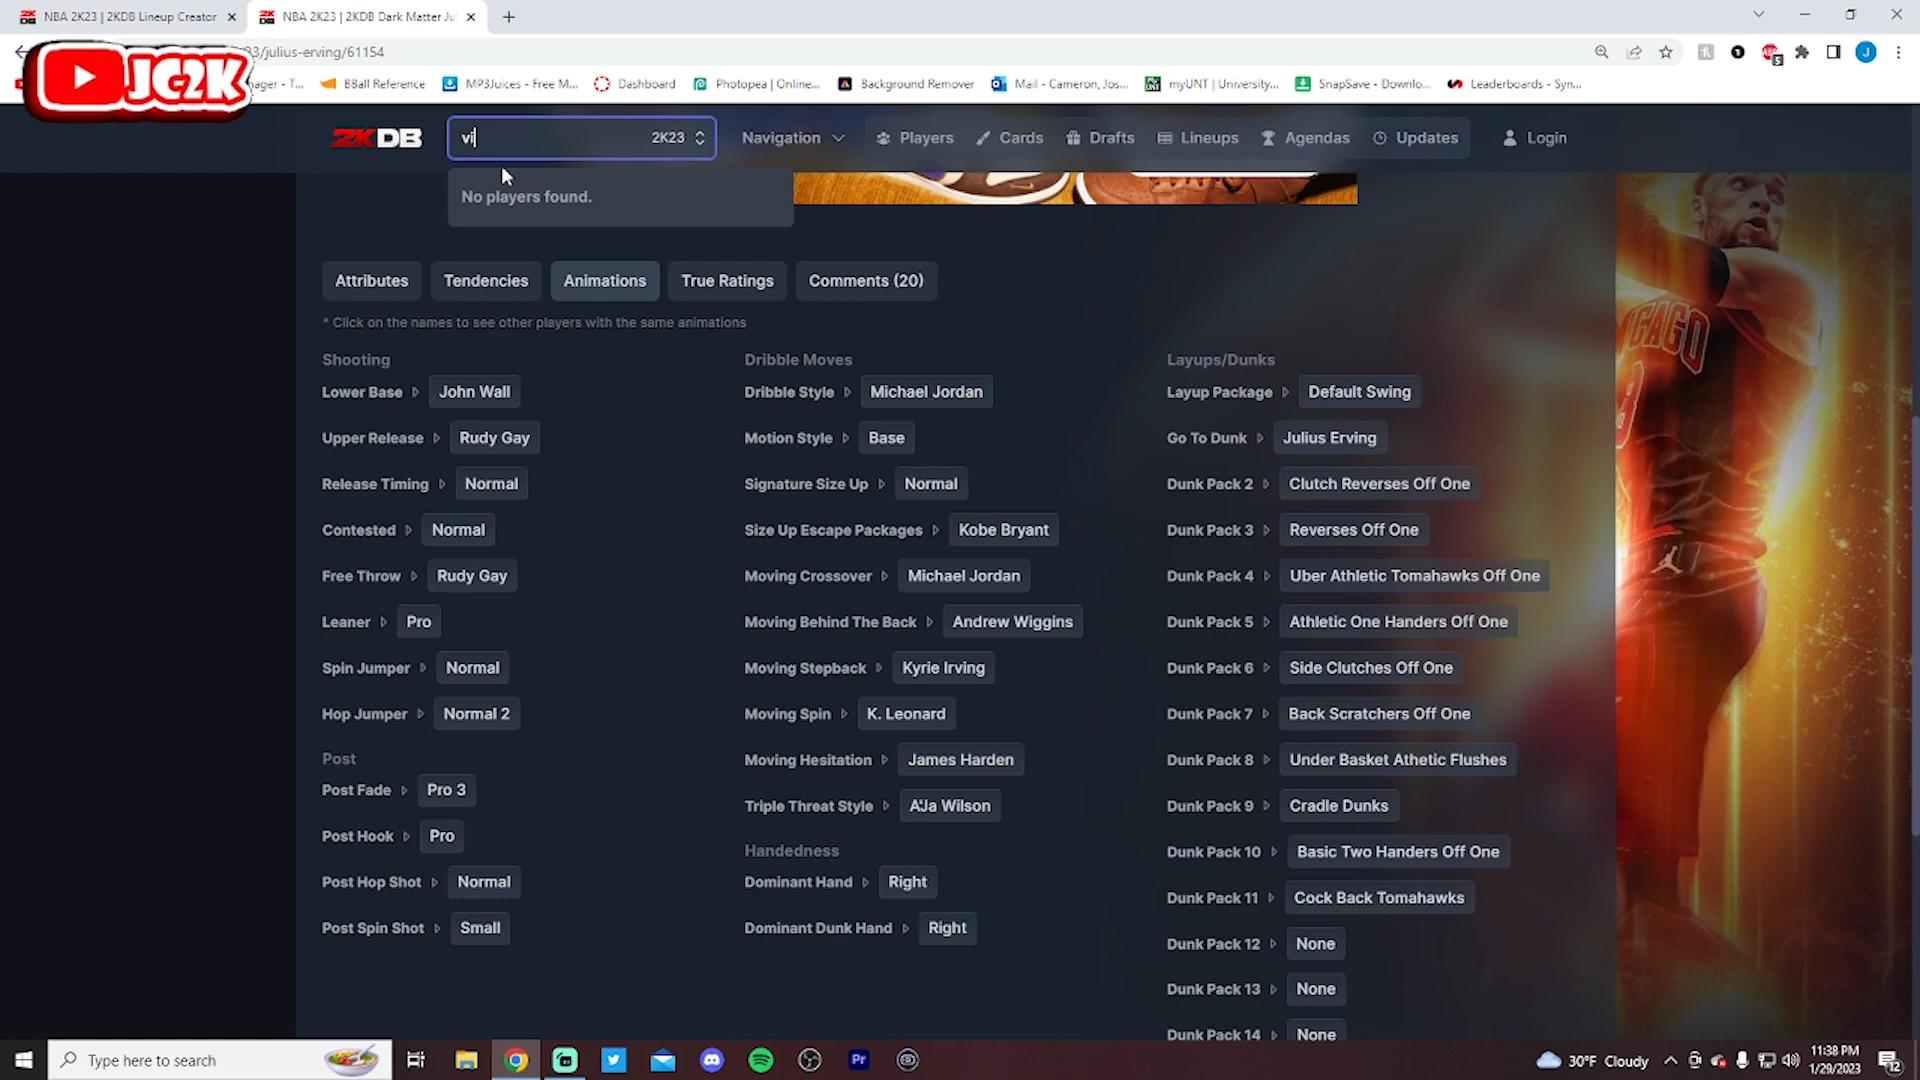 NBA 2K23 | 2KDB Lineup Creator
NBA 2K23 | 2KDB Dark Matter Ju
/julius-erving/61154
JC2K
ager - T...
BBall Reference
MP3Juices - Free M...
Dashboard
Photopea | Online...
Background Remover
Mail - Cameron, Jos...
myUNT | University...
SnapSave - Downlo...
Leaderboards - Syn...
2KDB
vi
2K23
Navigation
Players
Cards
Drafts
Lineups
Agendas
Updates
Login
No players found.
Attributes
Tendencies
Animations
True Ratings
Comments (20)
* Click on the names to see other players with the same animations
Shooting
Lower Base John Wall
Upper Release Rudy Gay
Release Timing Normal
Contested Normal
Free Throw Rudy Gay
Leaner Pro
Spin Jumper Normal
Hop Jumper Normal 2
Post
Post Fade Pro 3
Post Hook Pro
Post Hop Shot Normal
Post Spin Shot Small
Dribble Moves
Dribble Style Michael Jordan
Motion Style Base
Signature Size Up Normal
Size Up Escape Packages Kobe Bryant
Moving Crossover Michael Jordan
Moving Behind The Back Andrew Wiggins
Moving Stepback Kyrie Irving
Moving Spin K. Leonard
Moving Hesitation James Harden
Triple Threat Style A'Ja Wilson
Handedness
Dominant Hand Right
Dominant Dunk Hand Right
Layups/Dunks
Layup Package Default Swing
Go To Dunk Julius Erving
Dunk Pack 2 Clutch Reverses Off One
Dunk Pack 3 Reverses Off One
Dunk Pack 4 Uber Athletic Tomahawks Off One
Dunk Pack 5 Athletic One Handers Off One
Dunk Pack 6 Side Clutches Off One
Dunk Pack 7 Back Scratchers Off One
Dunk Pack 8 Under Basket Athetic Flushes
Dunk Pack 9 Cradle Dunks
Dunk Pack 10 Basic Two Handers Off One
Dunk Pack 11 Cock Back Tomahawks
Dunk Pack 12 None
Dunk Pack 13 None
Dunk Pack 14 None
Type here to search
Pr
30°F Cloudy
11:38 PM
1/29/2023
12